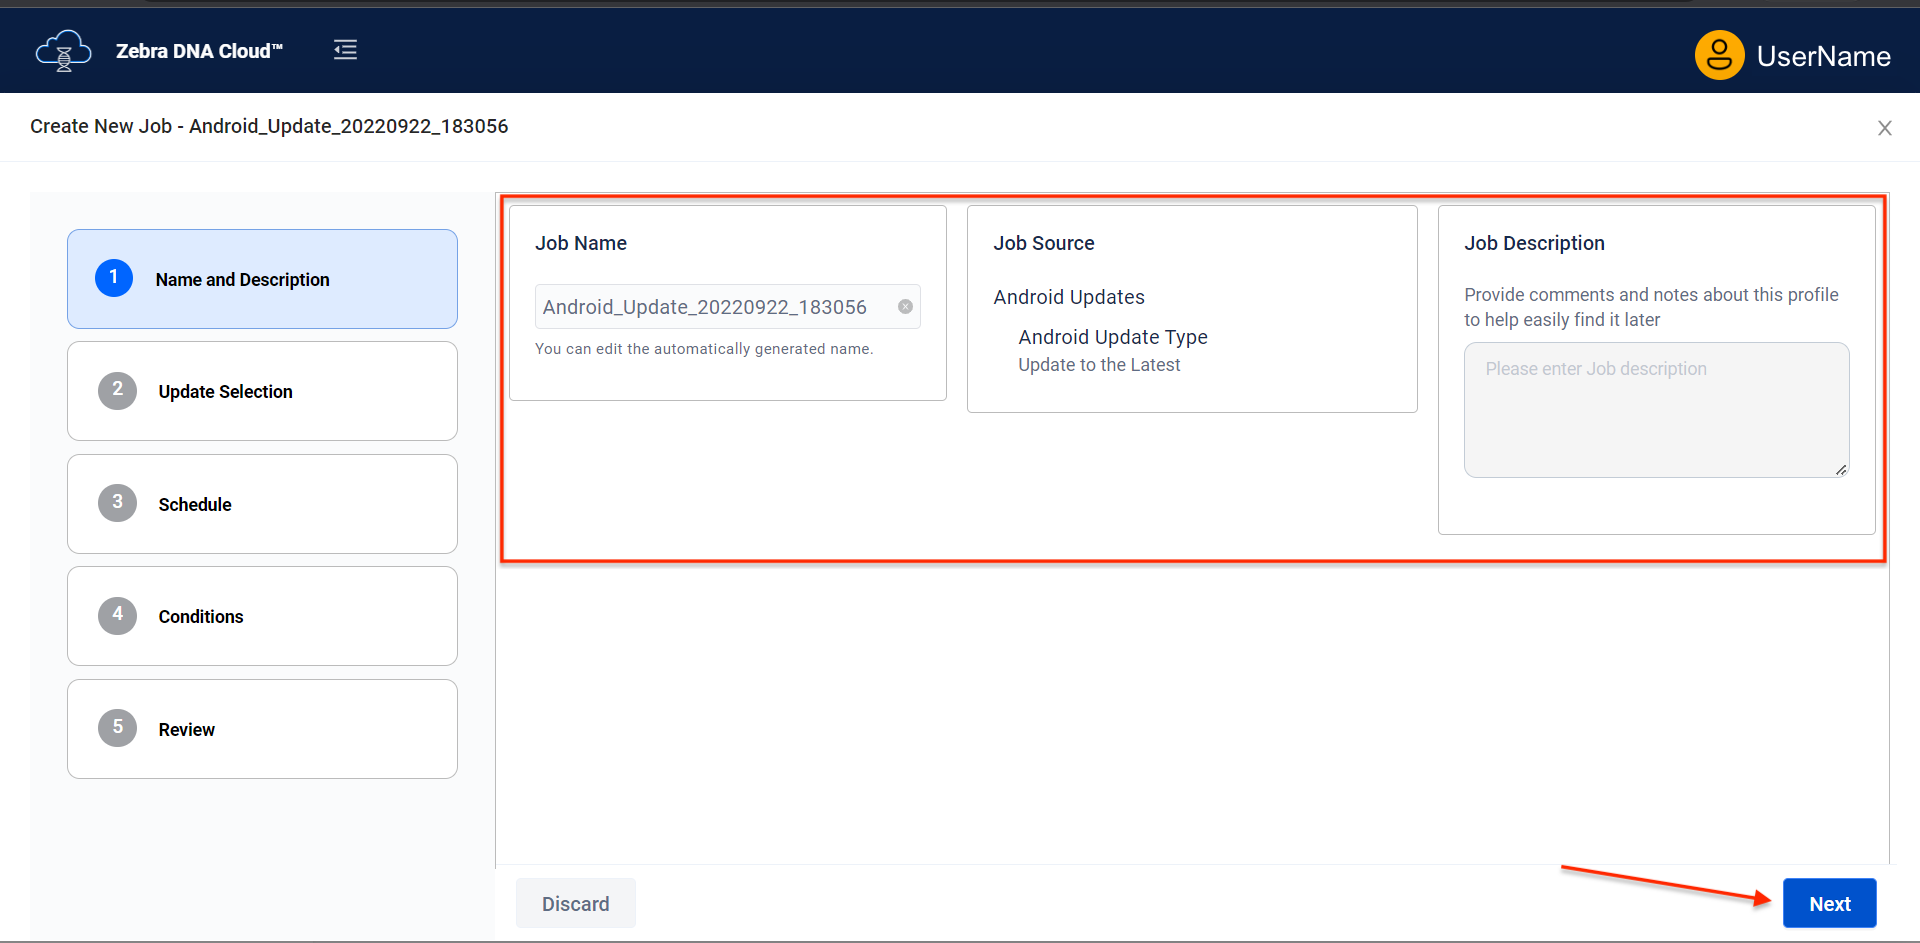 Zebra DNA Cloud™
UserName
Create New Job - Android_Update_20220922_183056
1
Name and Description
2
Update Selection
3
Schedule
4
Conditions
5
Review
Job Name
Android_Update_20220922_183056
You can edit the automatically generated name.
Job Source
Android Updates
Android Update Type
Update to the Latest
Job Description
Provide comments and notes about this profile
to help easily find it later
Please enter Job description
Discard
Next